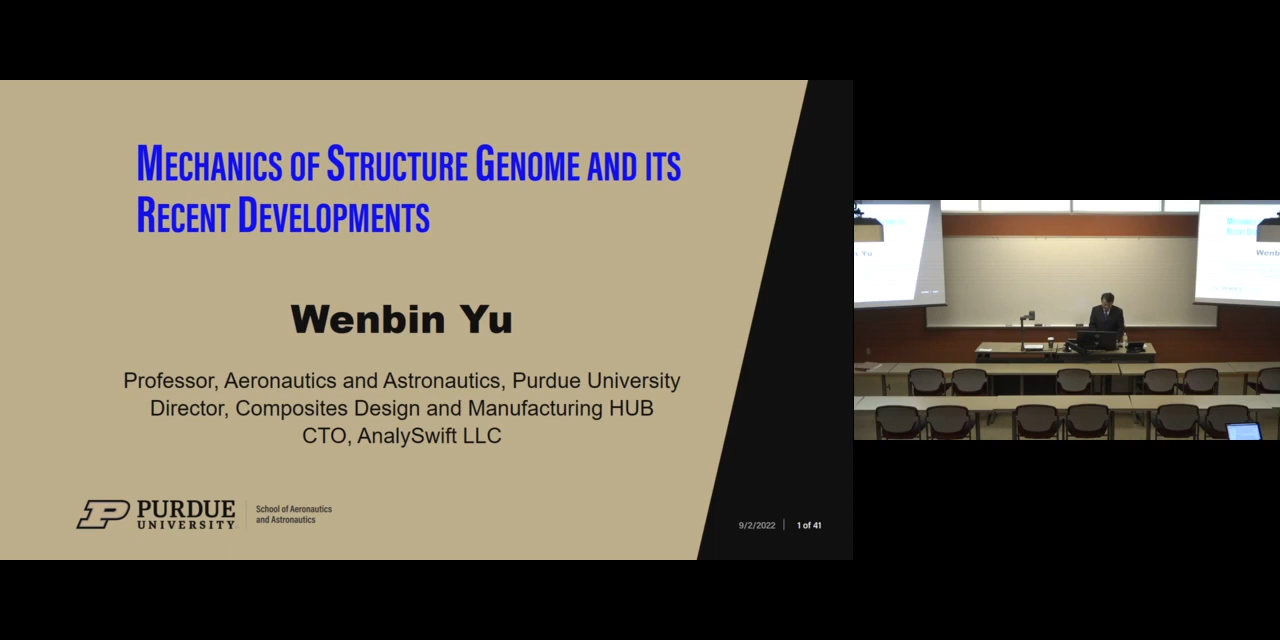 MECHANICS OF STRUCTURE GENOME AND ITS
RECENT DEVELOPMENTS
Wenbin Yu
Professor, Aeronautics and Astronautics, Purdue University
Director, Composites Design and Manufacturing HUB
CTO, AnalySwift LLC
PURDUE
UNIVERSITY
School of Aeronautics
and Astronautics
9/2/2022
1 of 41
Yu
Wenb